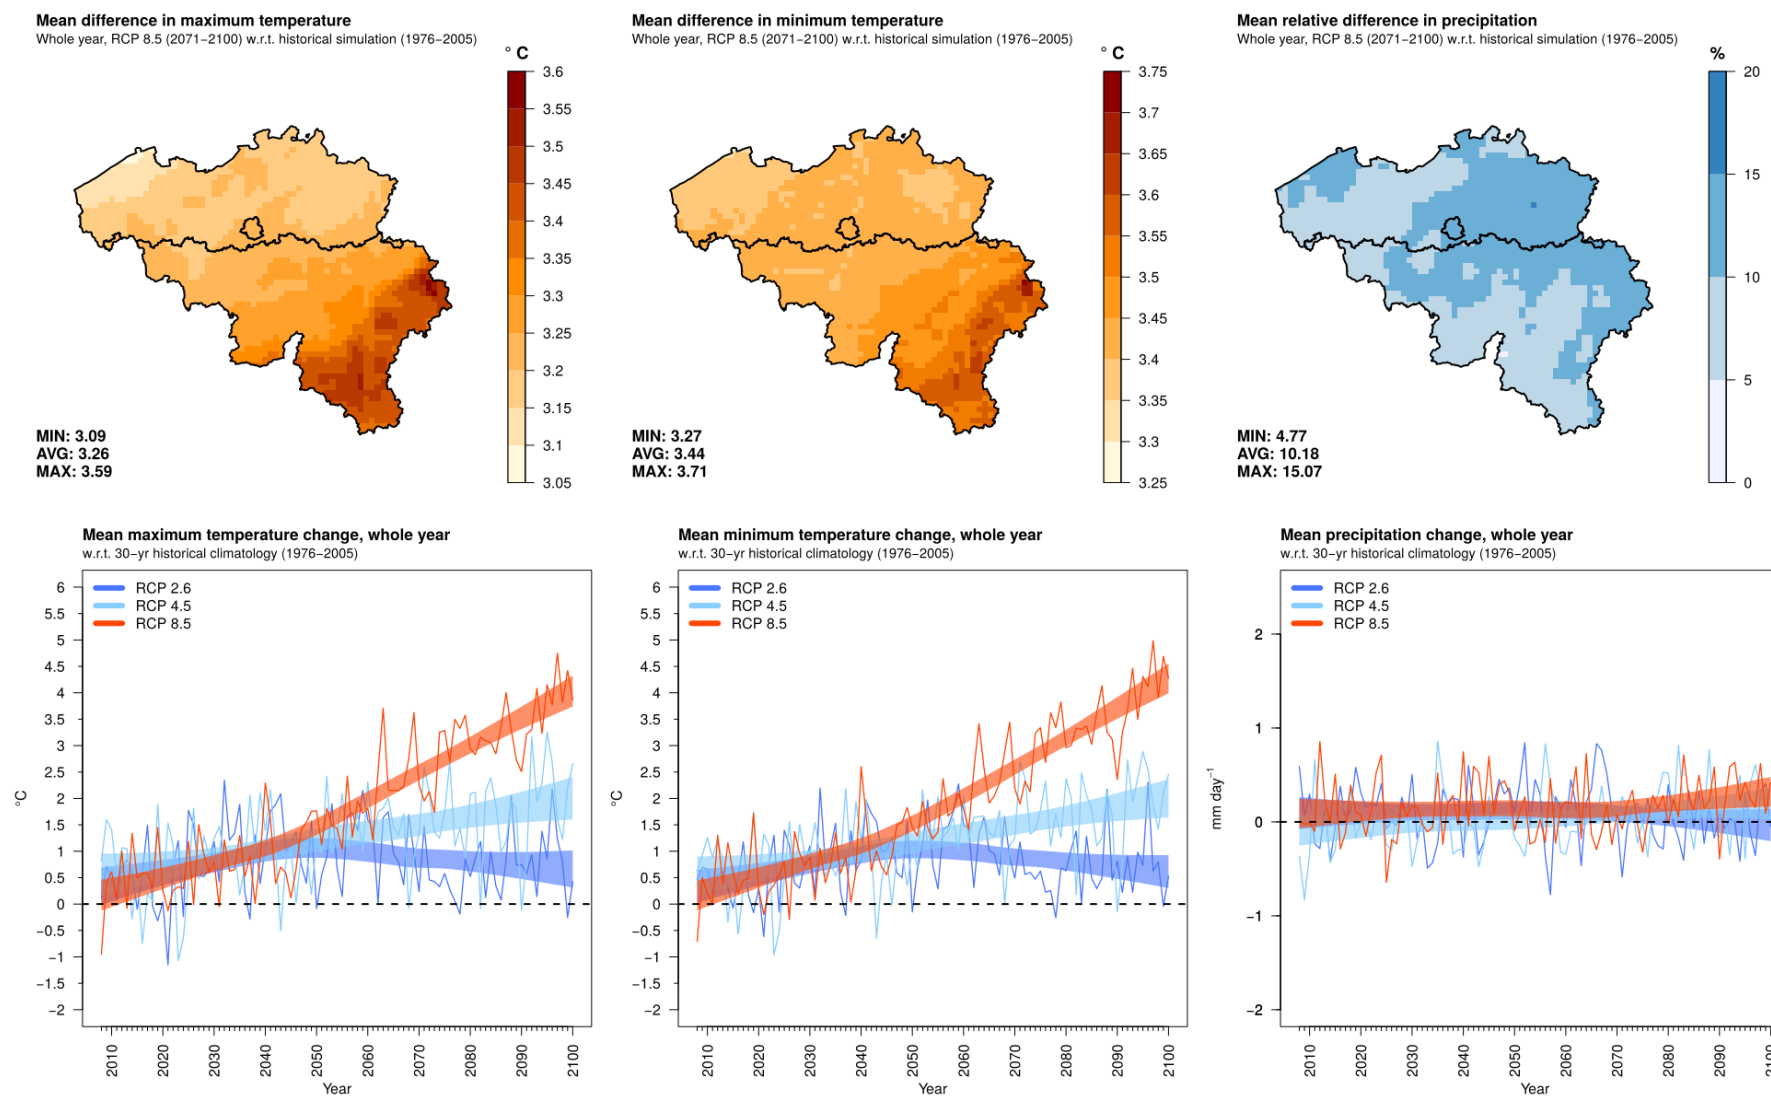 Mean difference in maximum temperature
Whole year, RCP 8.5 (2071−2100) w.r.t. historical simulation (1976−2005)
° C
3.6
3.55
3.5
3.45
3.4
3.35
3.3
3.25
3.2
3.15
3.1
3.05
MIN: 3.09
AVG: 3.26
MAX: 3.59
Mean difference in minimum temperature
Whole year, RCP 8.5 (2071−2100) w.r.t. historical simulation (1976−2005)
° C
3.75
3.7
3.65
3.6
3.55
3.5
3.45
3.4
3.35
3.3
3.25
MIN: 3.27
AVG: 3.44
MAX: 3.71
Mean relative difference in precipitation
Whole year, RCP 8.5 (2071−2100) w.r.t. historical simulation (1976−2005)
%
20
15
10
5
0
MIN: 4.77
AVG: 10.18
MAX: 15.07
Mean maximum temperature change, whole year
w.r.t. 30−yr historical climatology (1976−2005)
RCP 2.6
RCP 4.5
RCP 8.5
6
5.5
5
4.5
4
3.5
3
2.5
2
1.5
1
0.5
0
−0.5
−1
−1.5
−2
°C
2010
2020
2030
2040
2050
2060
2070
2080
2090
2100
Year
Mean minimum temperature change, whole year
w.r.t. 30−yr historical climatology (1976−2005)
RCP 2.6
RCP 4.5
RCP 8.5
6
5.5
5
4.5
4
3.5
3
2.5
2
1.5
1
0.5
0
−0.5
−1
−1.5
−2
°C
2010
2020
2030
2040
2050
2060
2070
2080
2090
2100
Year
Mean precipitation change, whole year
w.r.t. 30−yr historical climatology (1976−2005)
RCP 2.6
RCP 4.5
RCP 8.5
2
1
0
−1
−2
mm day⁻¹
2010
2020
2030
2040
2050
2060
2070
2080
2090
Year